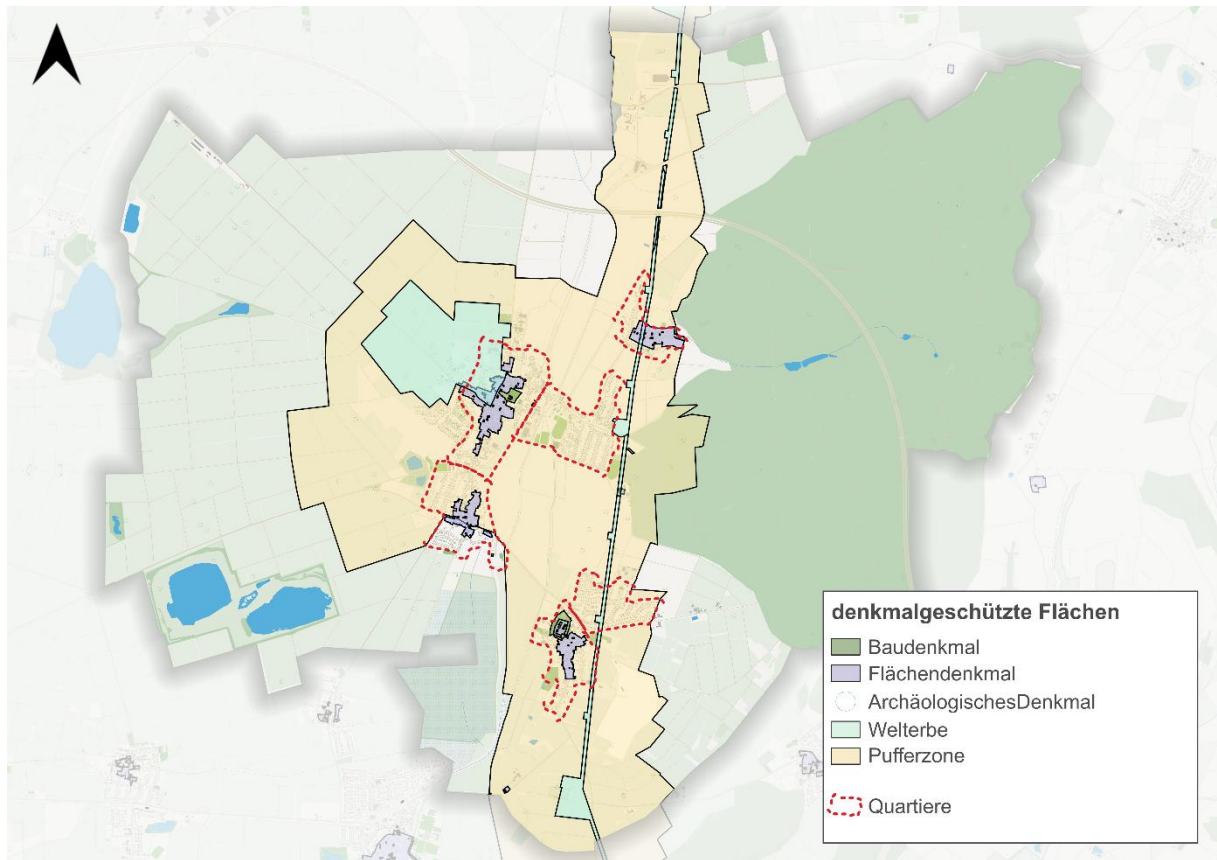 denkmalgeschützte Flächen
Baudenkmal
Flächendenkmal
ArchäologischesDenkmal
Welterbe
Pufferzone
Quartiere